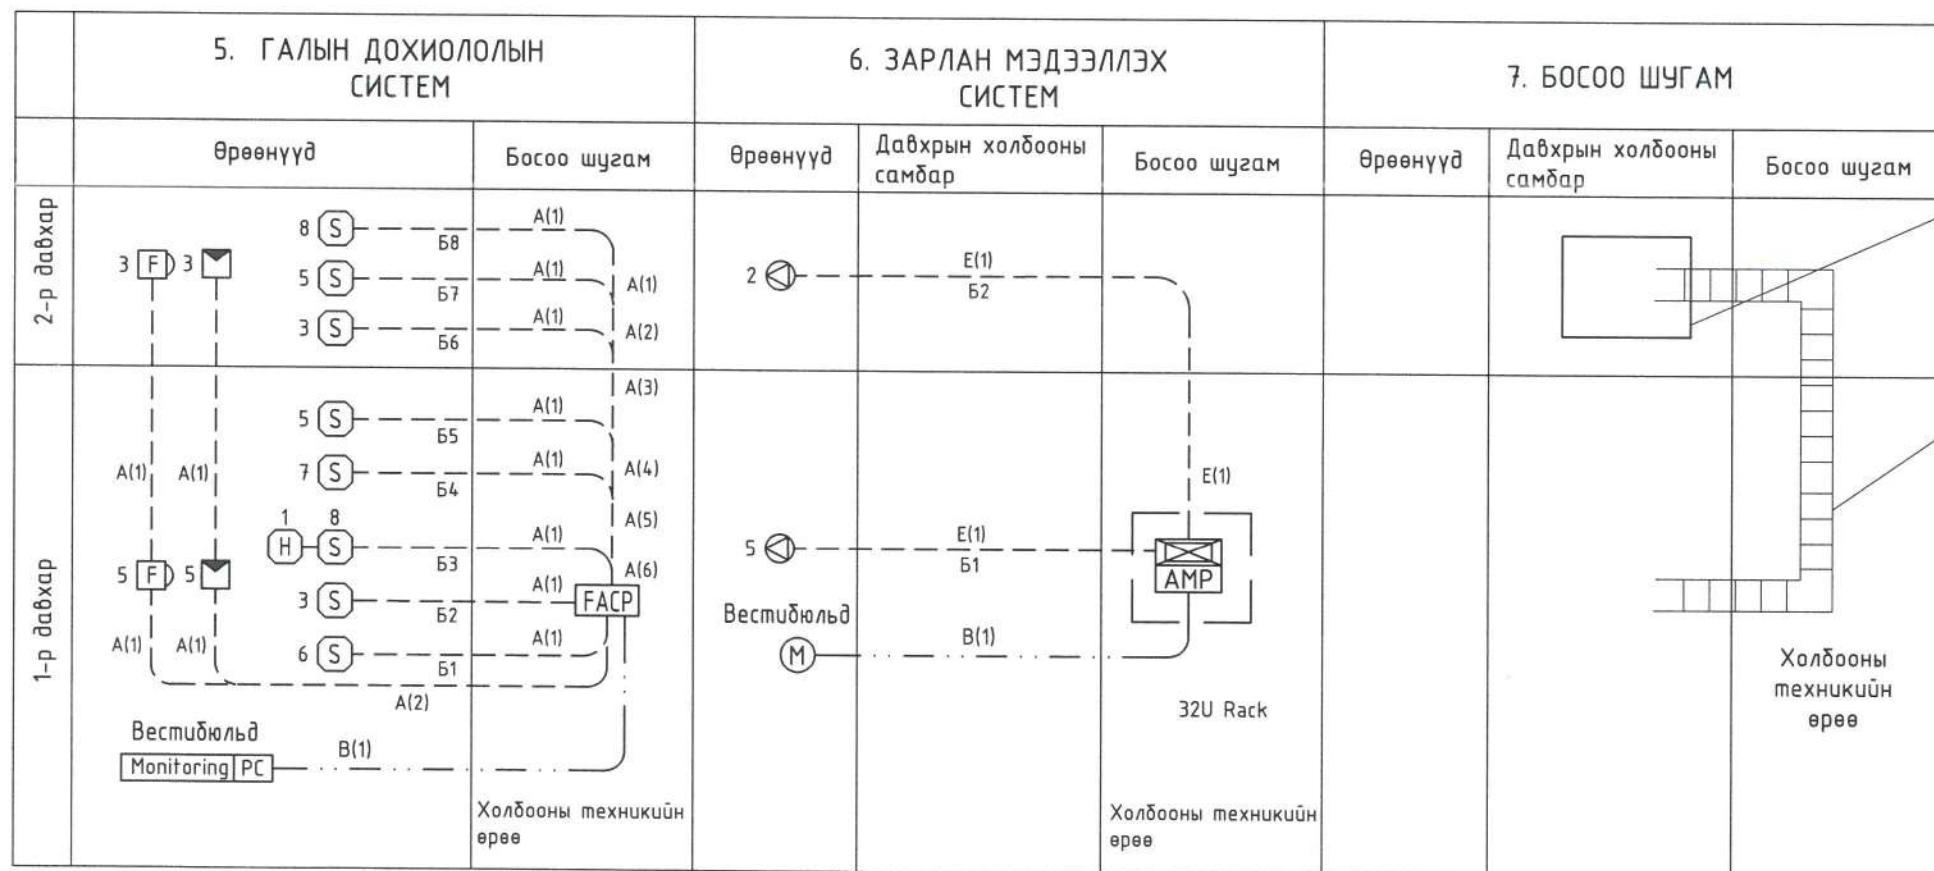 5. ГАЛЫН ДОХИОЛОЛЫН
СИСТЕМ
6. ЗАРЛАН МЭДЭЭЛЛЭХ
СИСТЕМ
7. БОСОО ШУГАМ
Өрөөнүүд
Босоо шугам
Өрөөнүүд
Давхрын холбооны
самбар
Босоо шугам
Өрөөнүүд
Давхрын холбооны
самбар
Босоо шугам
2-р давхар
3 F 3
8 S
Б8
А(1)
5 S
Б7
А(1)
А(1)
3 S
Б6
А(1)
А(2)
2
Е(1)
Б2
1-р давхар
А(3)
5 S
Б5
А(1)
А(1)
А(1)
7 S
Б4
А(1)
А(4)
1
8
H
S
Б3
А(1)
А(5)
5 F 5
3 S
Б2
А(1)
А(6)
FACP
А(1)
А(1)
6 S
Б1
А(1)
А(2)
Вестибюльд
Monitoring PC
В(1)
Холбооны техникийн
өрөө
Е(1)
5
Е(1)
Б1
AMP
Вестибюльд
М
В(1)
32U Rack
Холбооны техникийн
өрөө
Холбооны
техникийн
өрөө